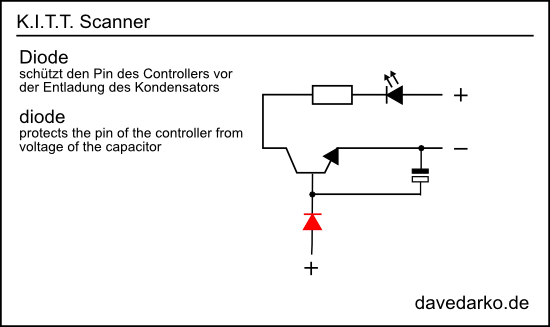 K.I.T.T. Scanner
Diode
schützt den Pin des Controllers vor
der Entladung des Kondensators
diode
protects the pin of the controller from
voltage of the capacitor
+
−
+
davedarko.de